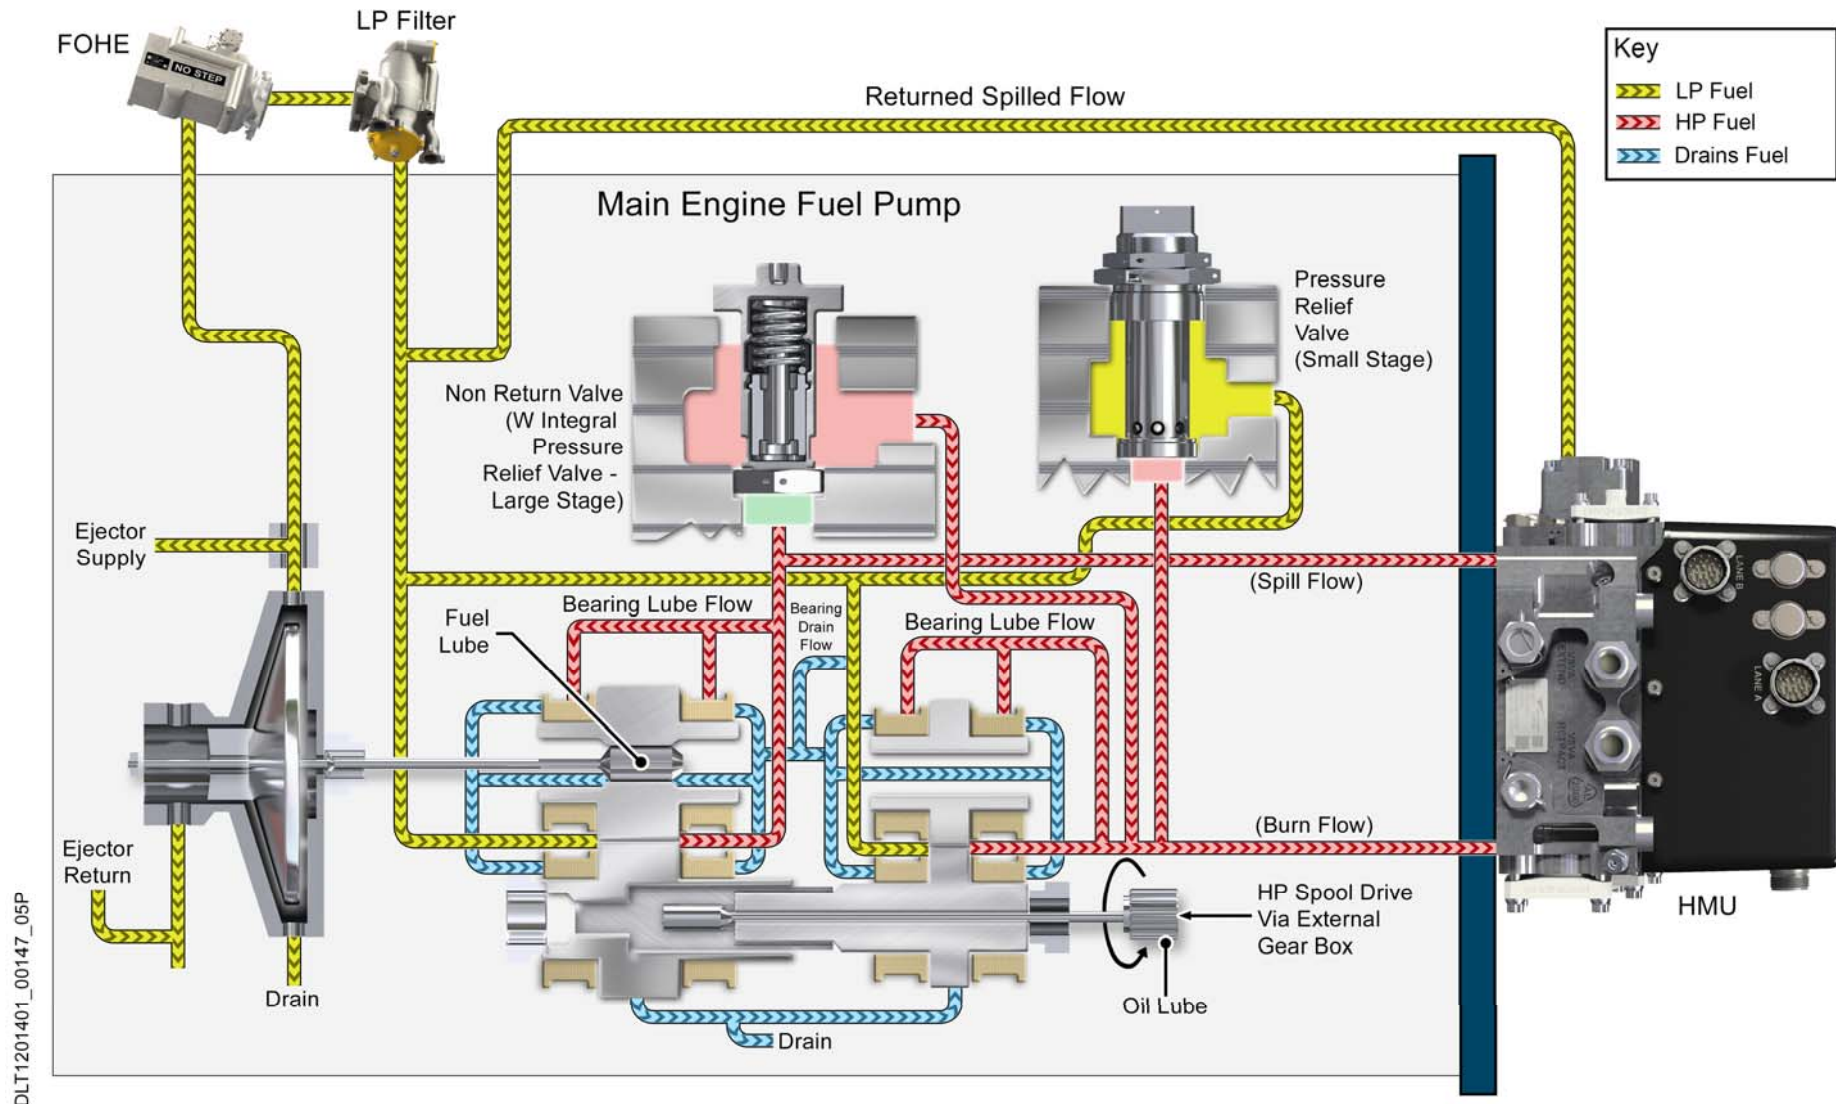 FOHE
NO STEP
LP Filter
Returned Spilled Flow
Key
LP Fuel
HP Fuel
Drains Fuel
Main Engine Fuel Pump
Pressure
Relief
Valve
(Small Stage)
Non Return Valve
(W Integral
Pressure
Relief Valve -
Large Stage)
Ejector
Supply
(Spill Flow)
Bearing Lube Flow
Bearing
Drain
Flow
Bearing Lube Flow
Fuel
Lube
LANE B
LANE A
(Burn Flow)
Ejector
Return
HP Spool Drive
Via External
Gear Box
HMU
Drain
Oil Lube
Drain
DLT1201401_00147_05P